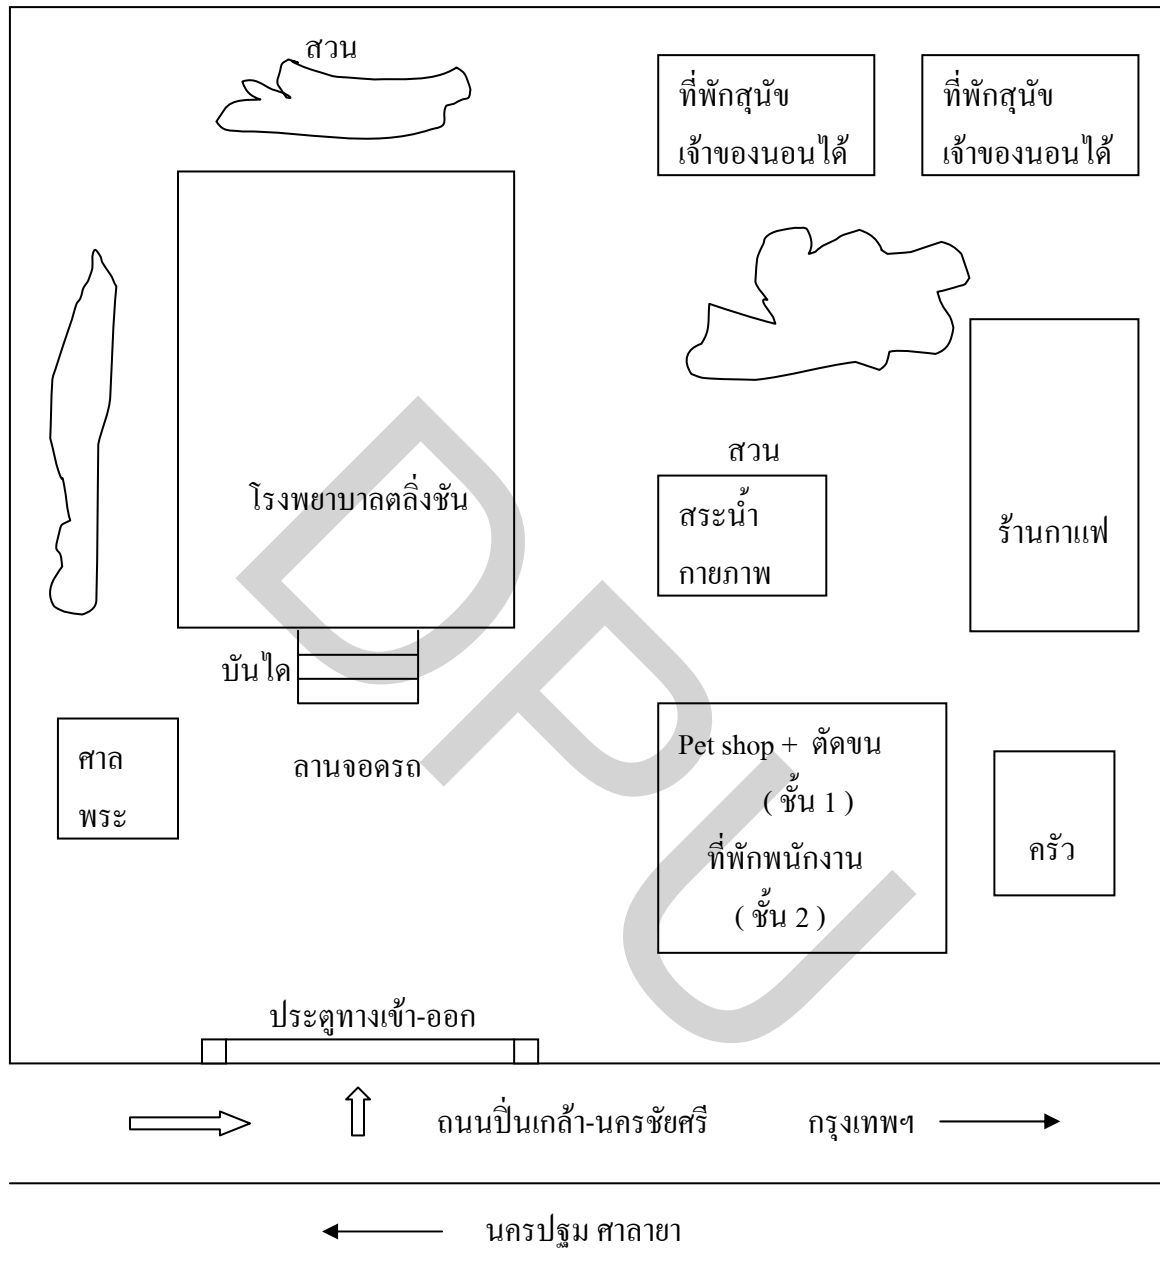 สวน
ที่พักสุนัข
เจ้าของนอนได้
ที่พักสุนัข
เจ้าของนอนได้
สวน
โรงพยาบาลตลิ่งชัน
สระน้ำ
กายภาพ
ร้านกาแฟ
บันได
ศาล
พระ
ลานจอดรถ
Pet shop + ตัดขน
( ชั้น 1 )
ที่พักพนักงาน
( ชั้น 2 )
ครัว
ประตูทางเข้า-ออก
ถนนปิ่นเกล้า-นครชัยศรี
กรุงเทพฯ
นครปฐม ศาลายา
DPU